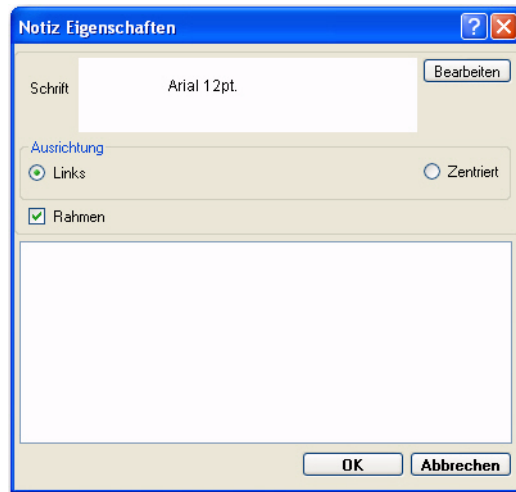 Notiz Eigenschaften
Schrift
Arial 12pt.
Bearbeiten
Ausrichtung
Links
Zentriert
Rahmen
OK
Abbrechen